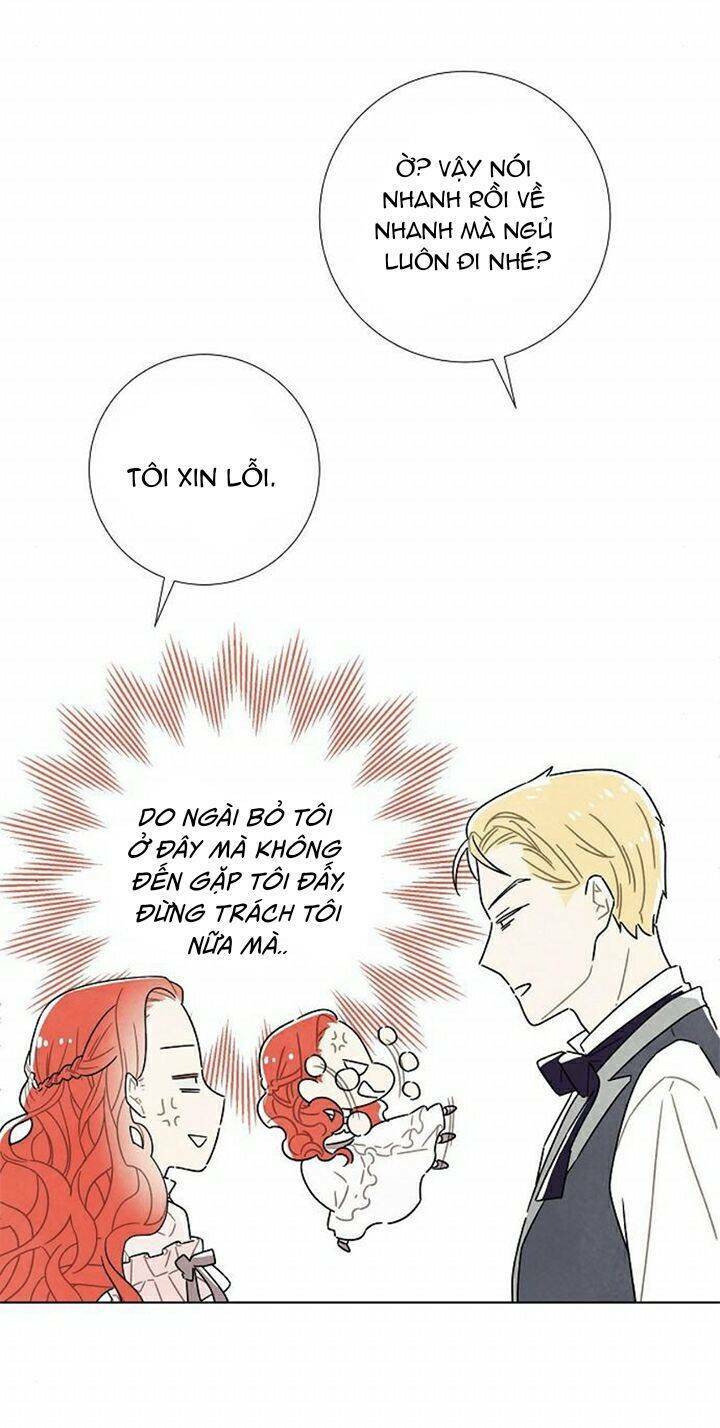 Ờ? VẬY NÓI
NHANH RỒI VỀ
NHANH MÀ NGỦ
LUÔN ĐI NHÉ?
TÔI XIN LỖI.
DO NGÀI BỎ TÔI
Ở ĐÂY MÀ KHÔNG
ĐẾN GẶP TÔI ĐẤY,
ĐỪNG TRÁCH TÔI
NỮA MÀ..